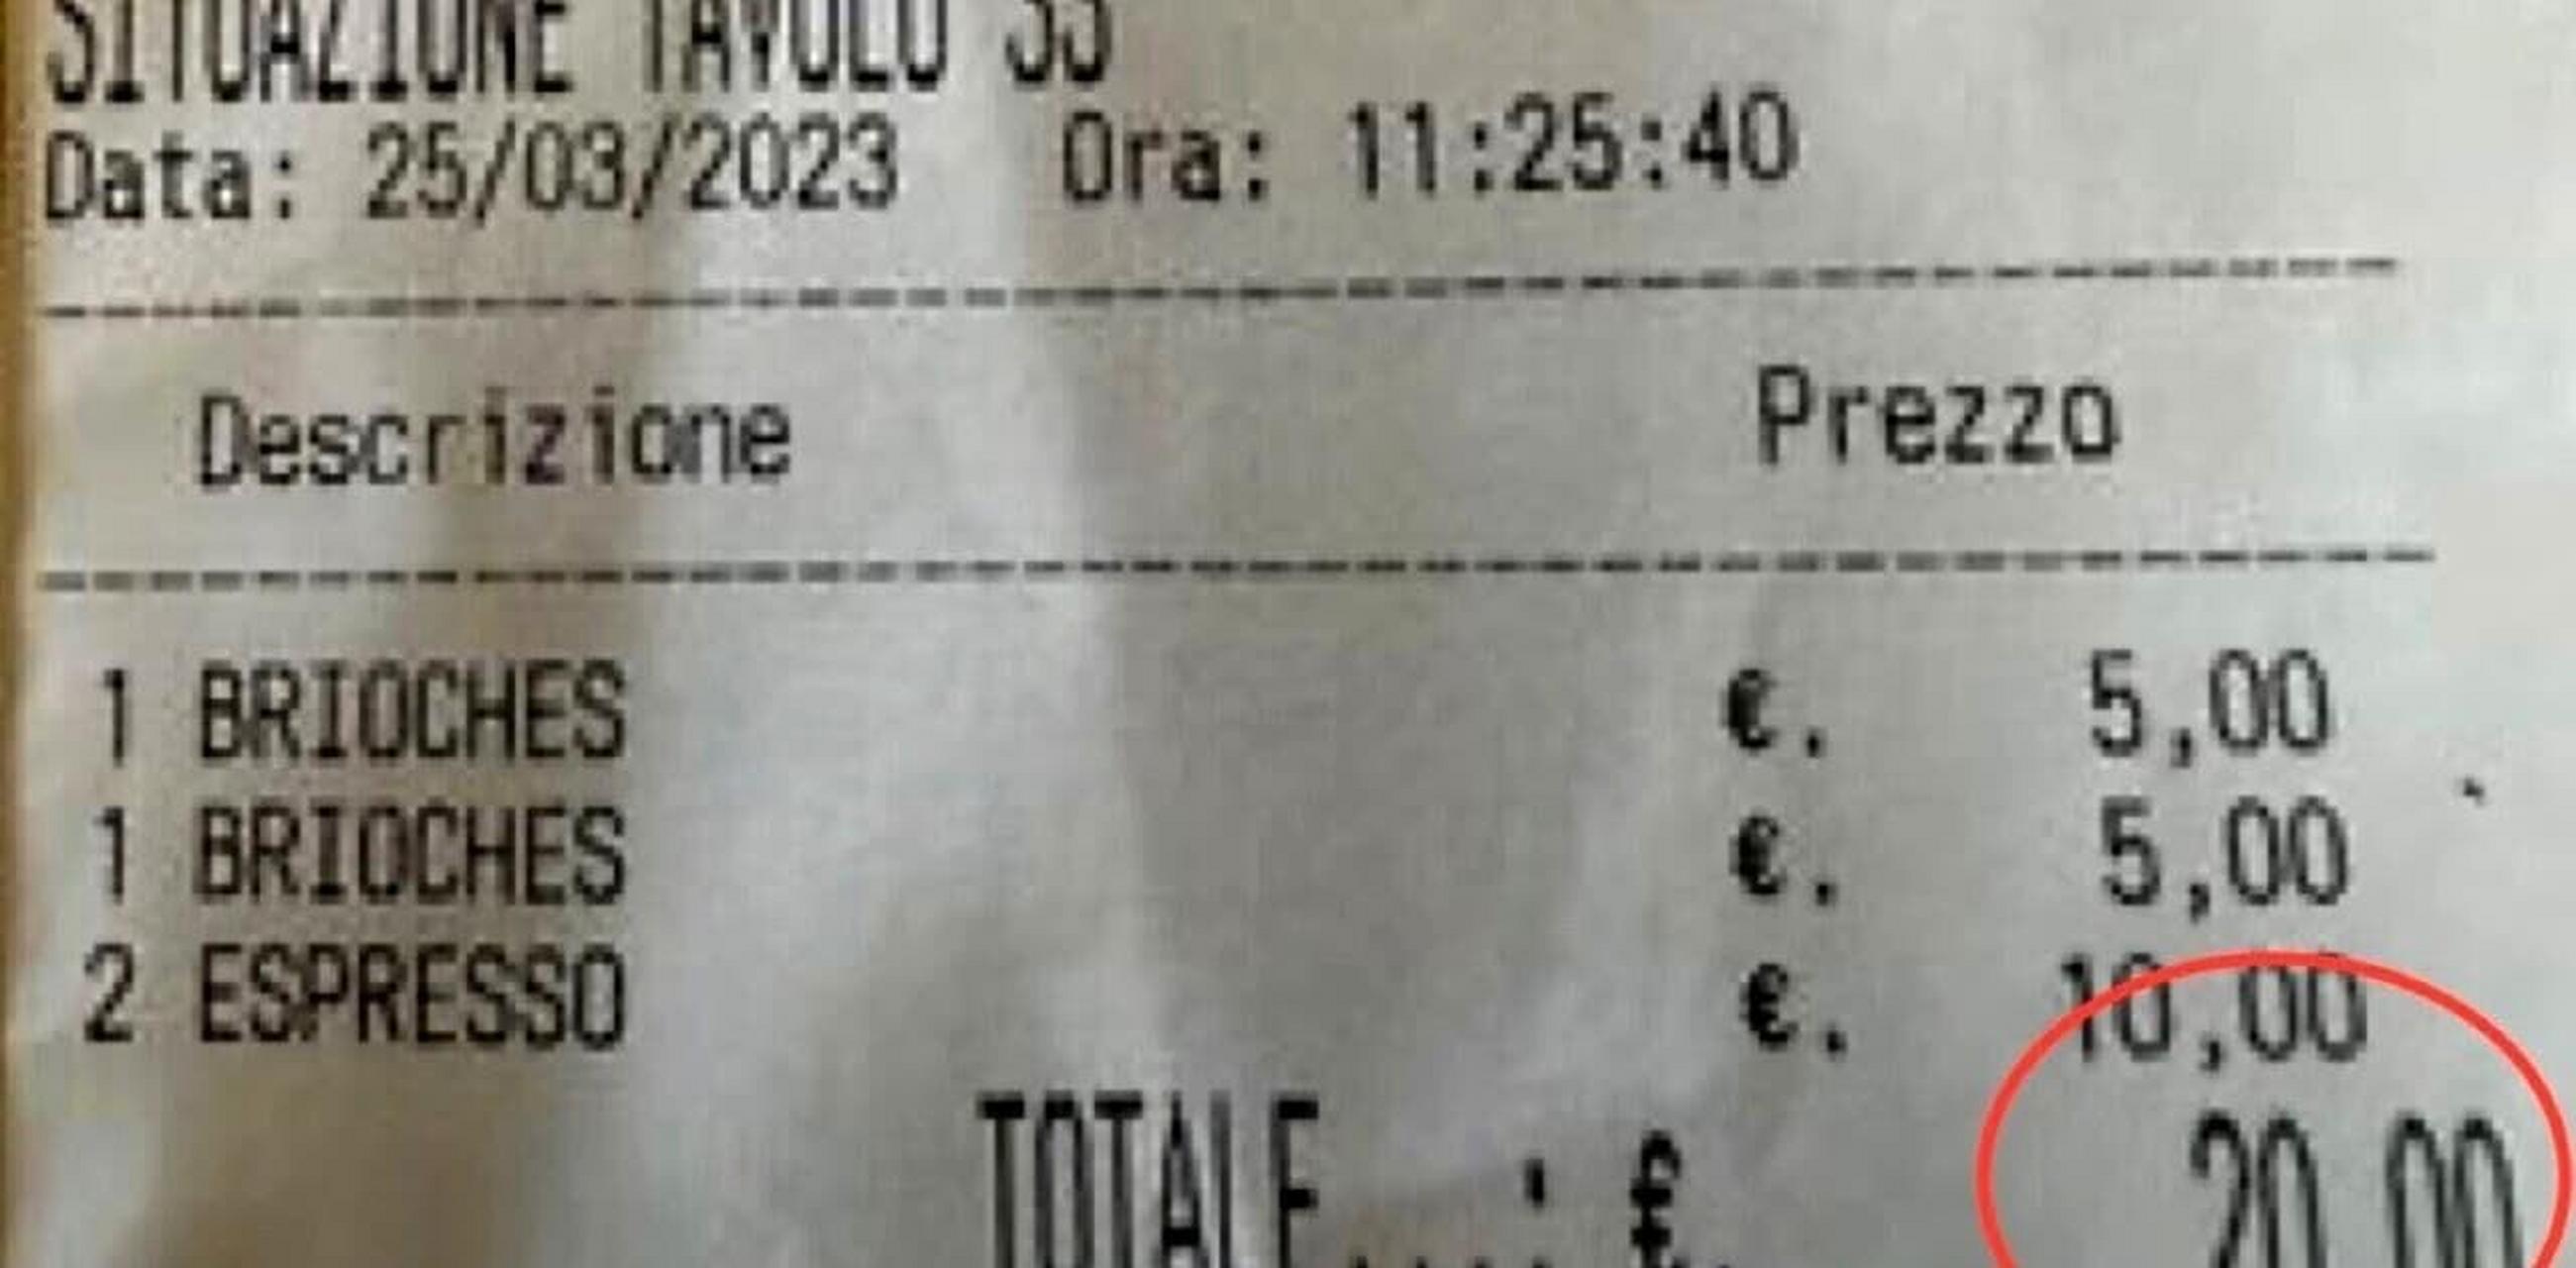 SITUAZIONE TAVOLO 33
Data: 25/03/2023 Ora: 11:25:40
Descrizione Prezzo
1 BRIOCHES €. 5,00
1 BRIOCHES €. 5,00
2 ESPRESSO €. 10,00
TOTALE....: €. 20,00